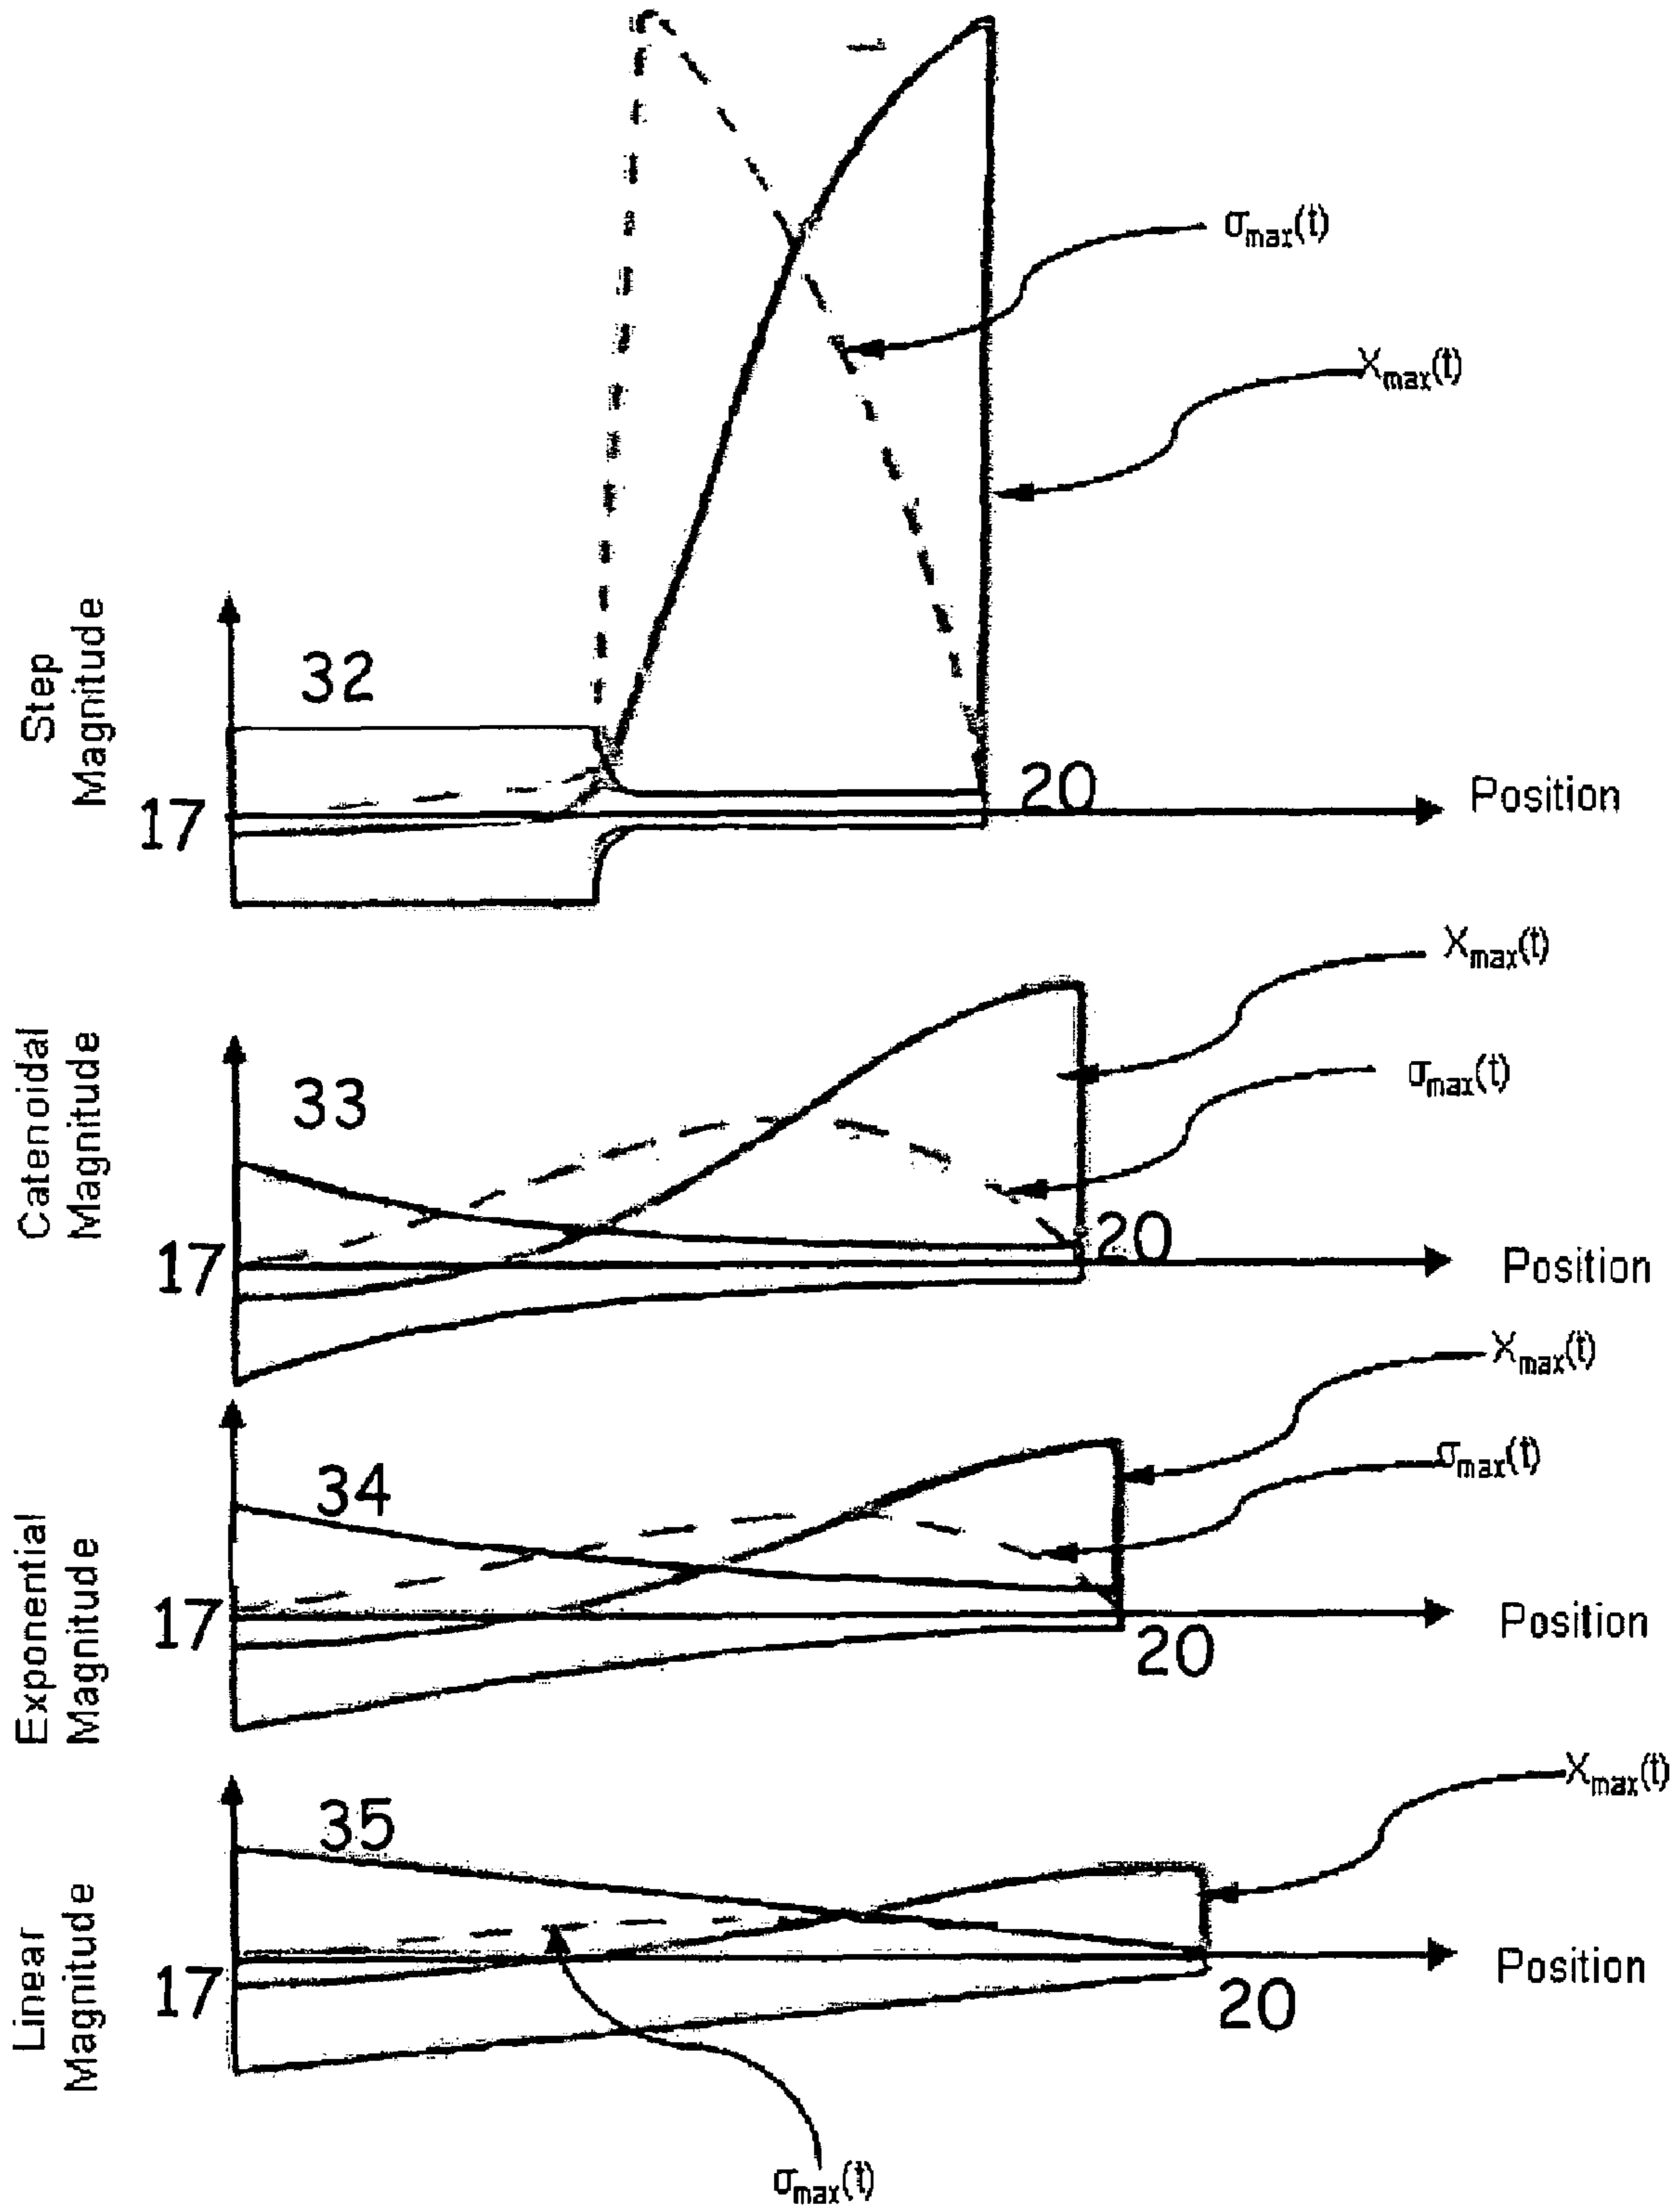 σmax(t)
Xmax(t)
Step
Magnitude
32
17
20
Position
Xmax(t)
σmax(t)
Catenoidal
Magnitude
33
17
20
Position
Xmax(t)
σmax(t)
Exponential
Magnitude
34
17
20
Position
Xmax(t)
Linear
Magnitude
35
17
20
Position
σmax(t)